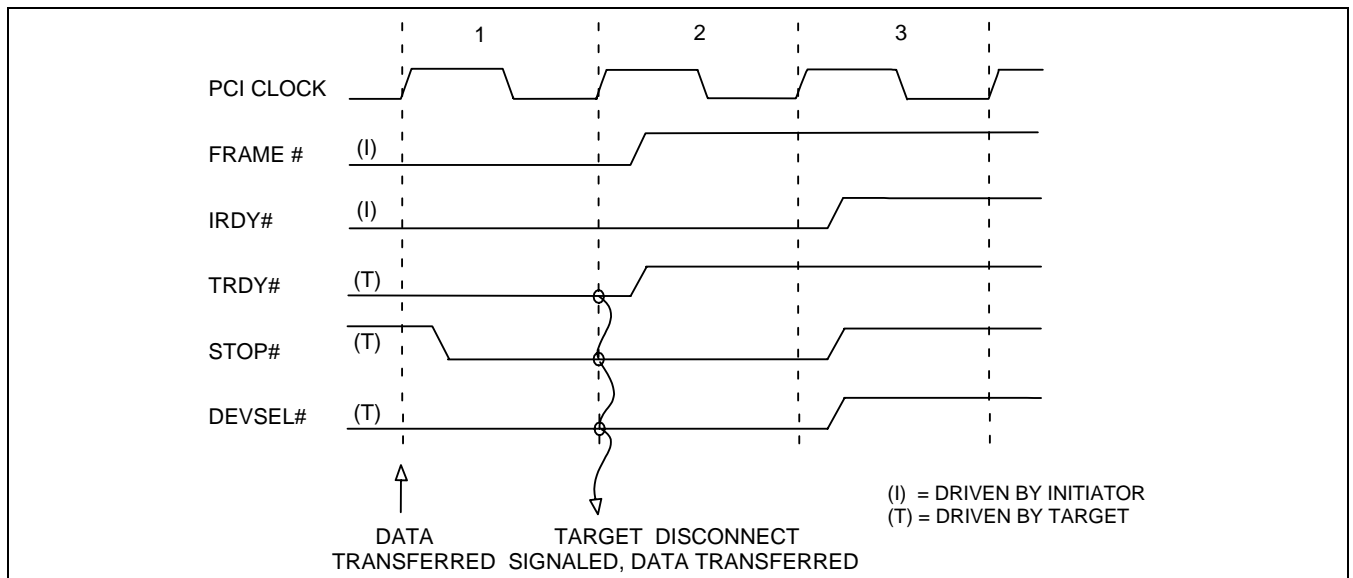 1 2 3
PCI CLOCK
FRAME # (I)
IRDY# (I)
TRDY# (T)
STOP# (T)
DEVSEL# (T)
(I) = DRIVEN BY INITIATOR
(T) = DRIVEN BY TARGET
DATA TARGET DISCONNECT
TRANSFERRED SIGNALED, DATA TRANSFERRED